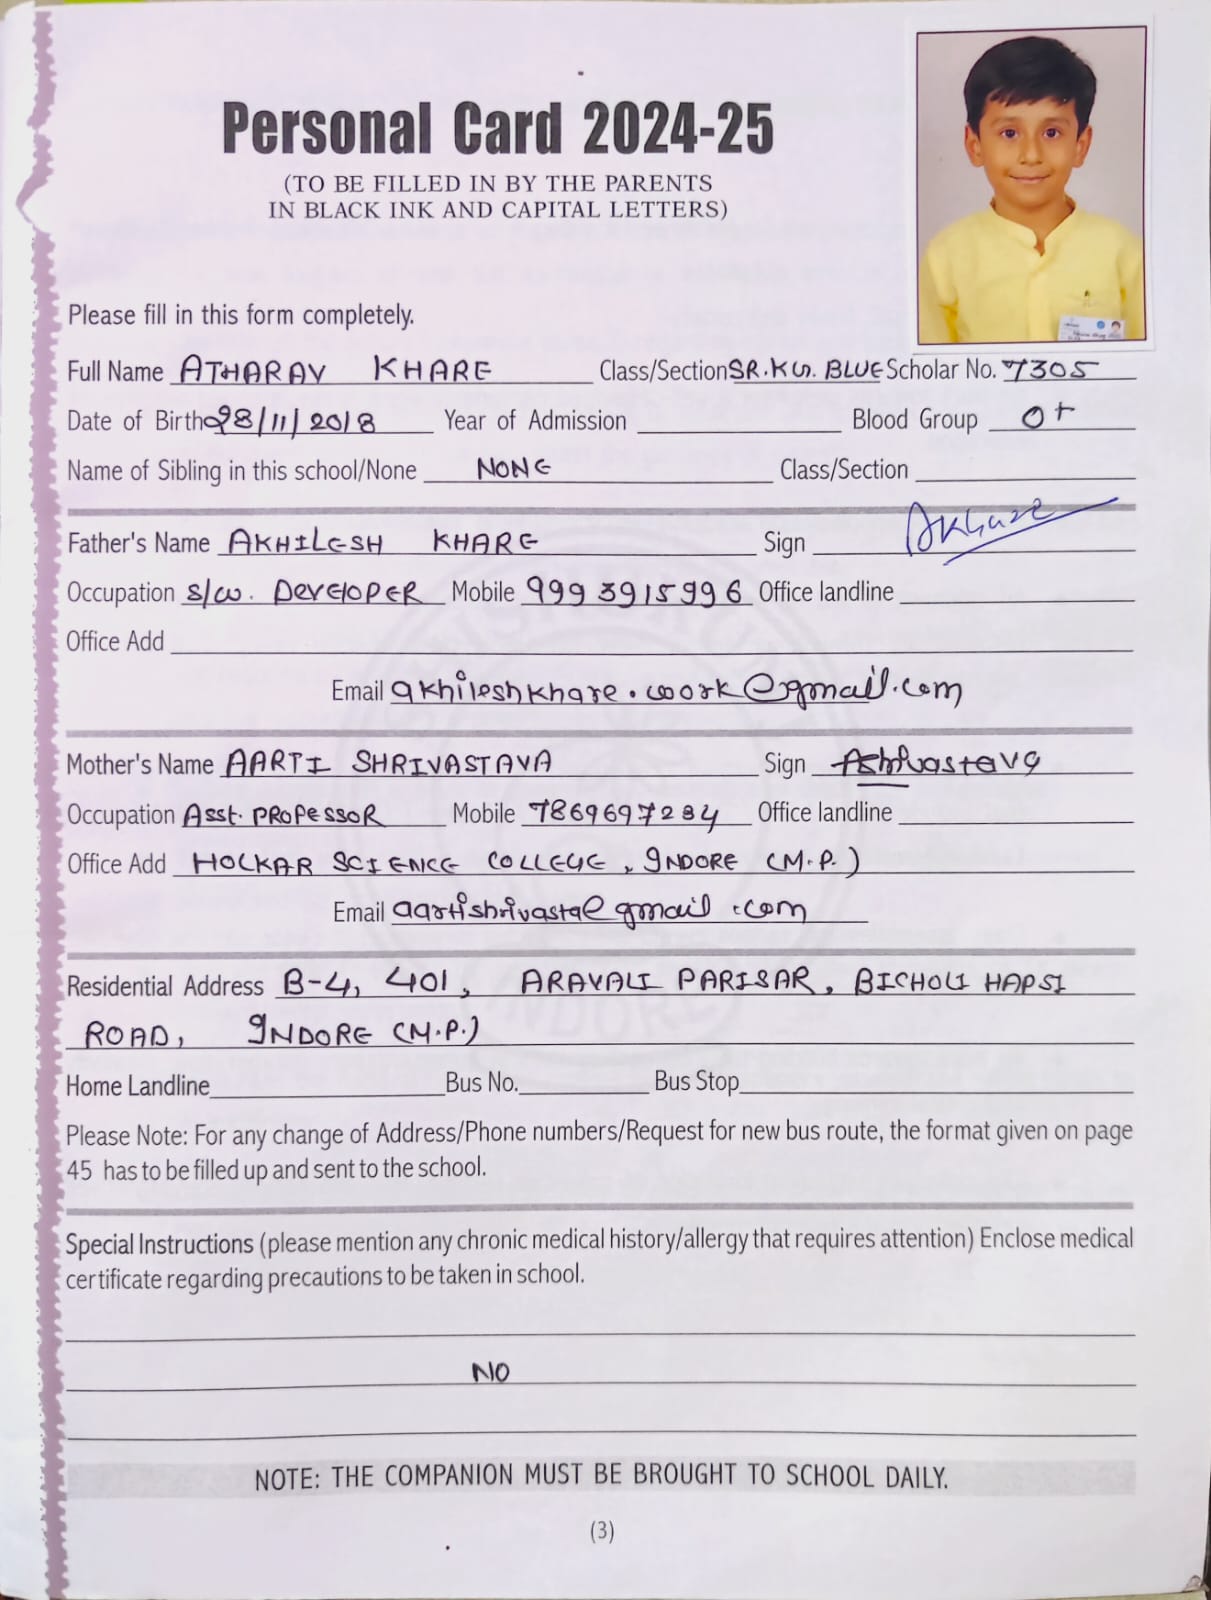 Personal Card 2024-25
(TO BE FILLED IN BY THE PARENTS
IN BLACK INK AND CAPITAL LETTERS)
Please fill in this form completely.
Full Name ATHARAV KHARE Class/Section SR.KG. BLUE Scholar No. 7305
Date of Birth 28/11/2018 Year of Admission Blood Group O+
Name of Sibling in this school/None NONE Class/Section
Father's Name AKHILESH KHARE Sign AKhare
Occupation S/W. DEVELOPER Mobile 9993915996 Office landline
Office Add
Email akhileshkhare.work@gmail.com
Mother's Name AARTI SHRIVASTAVA Sign AShrivastava
Occupation Asst. PROFESSOR Mobile 7869697284 Office landline
Office Add HOLKAR SCIENCE COLLEGE, INDORE (M.P.)
Email aartishrivasta@gmail.com
Residential Address B-4, 401, ARAVALI PARISAR, BICHOLI HAPSI
ROAD, INDORE (M.P.)
Home Landline Bus No. Bus Stop
Please Note: For any change of Address/Phone numbers/Request for new bus route, the format given on page
45 has to be filled up and sent to the school.
Special Instructions (please mention any chronic medical history/allergy that requires attention) Enclose medical
certificate regarding precautions to be taken in school.
NO
NOTE: THE COMPANION MUST BE BROUGHT TO SCHOOL DAILY.
(3)